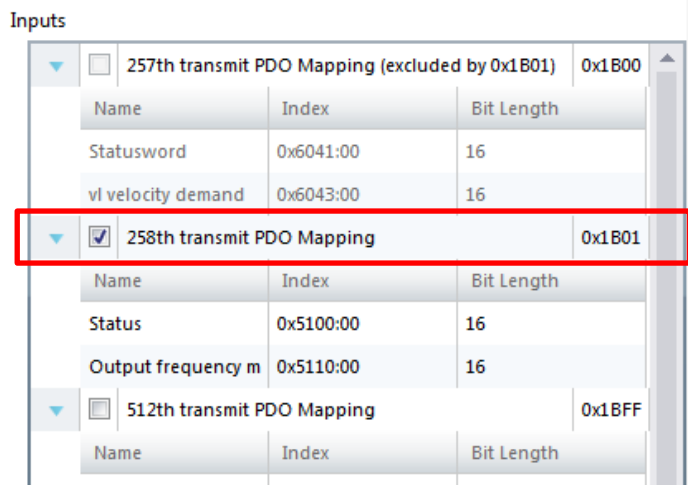 Inputs
257th transmit PDO Mapping (excluded by 0x1B01) 0x1B00
Name Index Bit Length
Statusword 0x6041:00 16
vl velocity demand 0x6043:00 16
258th transmit PDO Mapping 0x1B01
Name Index Bit Length
Status 0x5100:00 16
Output frequency m 0x5110:00 16
512th transmit PDO Mapping 0x1BFF
Name Index Bit Length